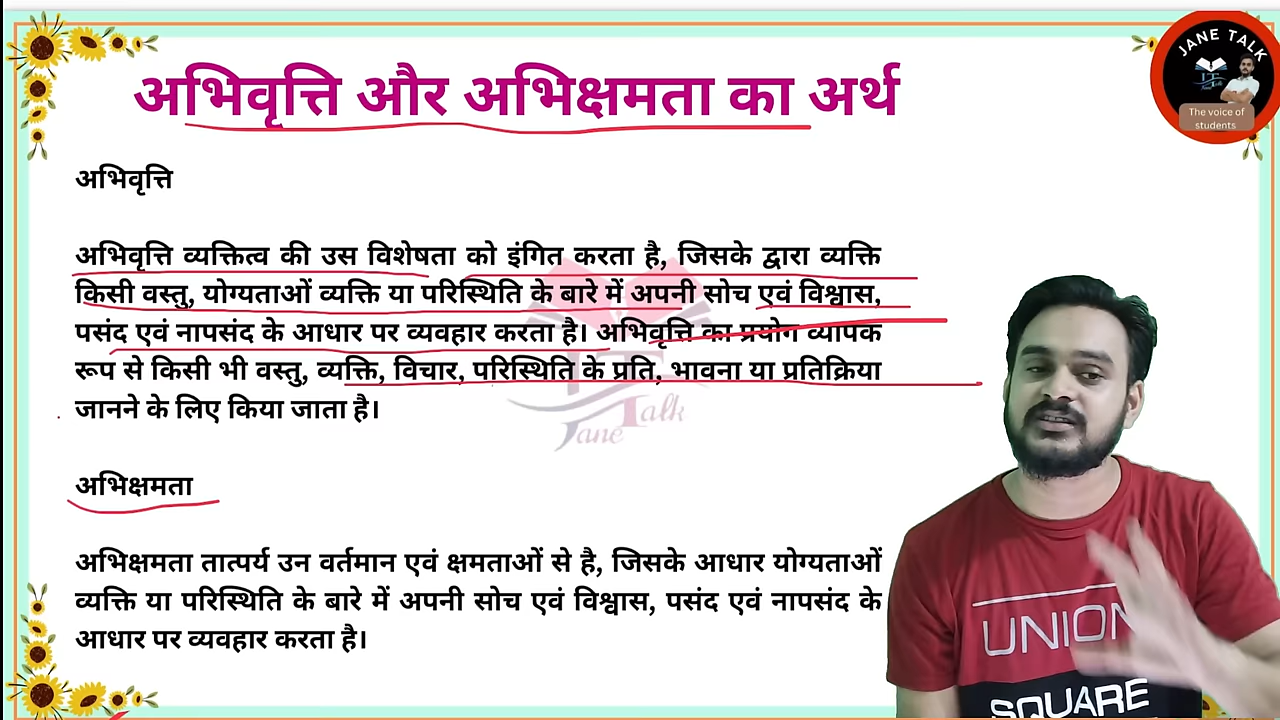 अभिवृत्ति और अभिक्षमता का अर्थ
JANE TALK
The voice of
students
अभिवृत्ति
अभिवृत्ति व्यक्तित्व की उस विशेषता को इंगित करता है, जिसके द्वारा व्यक्ति
किसी वस्तु, योग्यताओं व्यक्ति या परिस्थिति के बारे में अपनी सोच एवं विश्वास,
पसंद एवं नापसंद के आधार पर व्यवहार करता है। अभिवृत्ति का प्रयोग व्यापक
रूप से किसी भी वस्तु, व्यक्ति, विचार, परिस्थिति के प्रति, भावना या प्रतिक्रिया
जानने के लिए किया जाता है।
Jane Talk
अभिक्षमता
अभिक्षमता तात्पर्य उन वर्तमान एवं क्षमताओं से है, जिसके आधार योग्यताओं
व्यक्ति या परिस्थिति के बारे में अपनी सोच एवं विश्वास, पसंद एवं नापसंद के
आधार पर व्यवहार करता है।
UNION
SQUARE